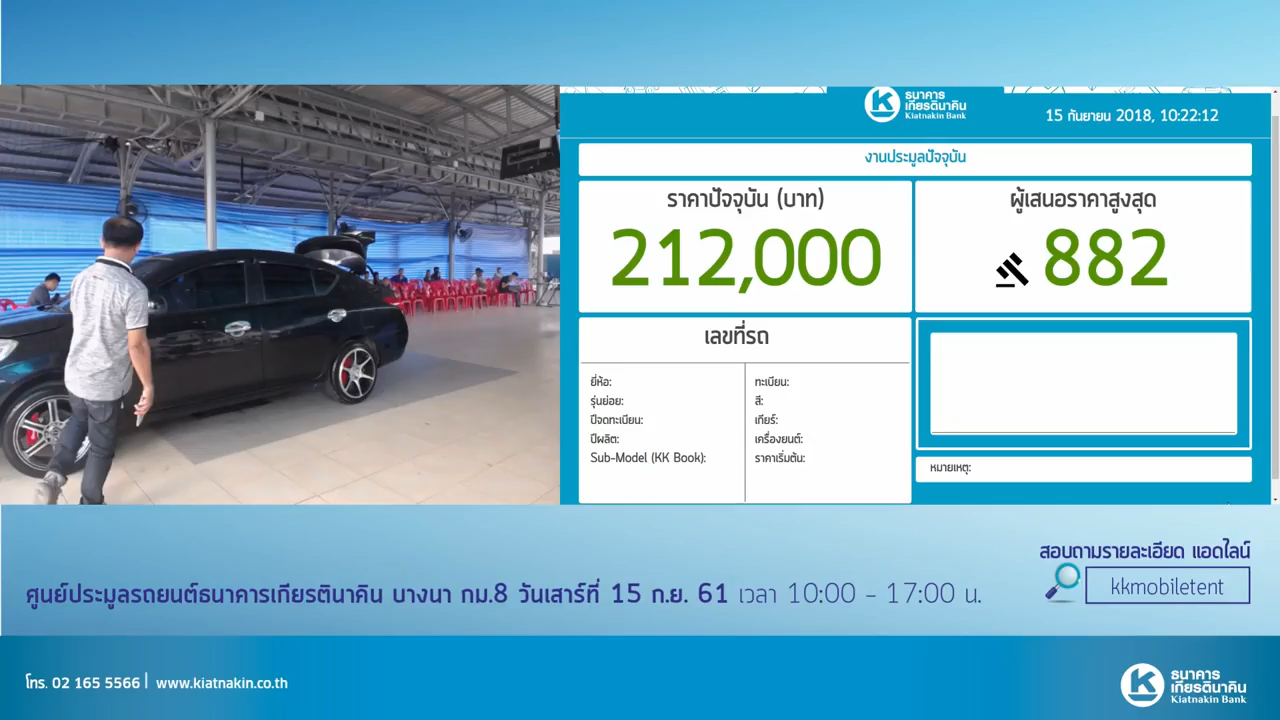 ธนาคาร
เกียรตินาคิน
Kiatnakin Bank
15 กันยายน 2018, 10:22:12
งานประมูลปัจจุบัน
ราคาปัจจุบัน (บาท)
212,000
ผู้เสนอราคาสูงสุด
882
เลขที่รถ
ยี่ห้อ:
รุ่นย่อย:
ปีจดทะเบียน:
ปีผลิต:
Sub-Model (KK Book):
ทะเบียน:
สี:
เกียร์:
เครื่องยนต์:
ราคาเริ่มต้น:
หมายเหตุ:
สอบถามรายละเอียด แอดไลน์
kkmobiletent
ศูนย์ประมูลรถยนต์ธนาคารเกียรตินาคิน บางนา กม.8 วันเสาร์ที่ 15 ก.ย. 61 เวลา 10:00 - 17:00 น.
โทร. 02 165 5566 | www.kiatnakin.co.th
ธนาคาร
เกียรตินาคิน
Kiatnakin Bank